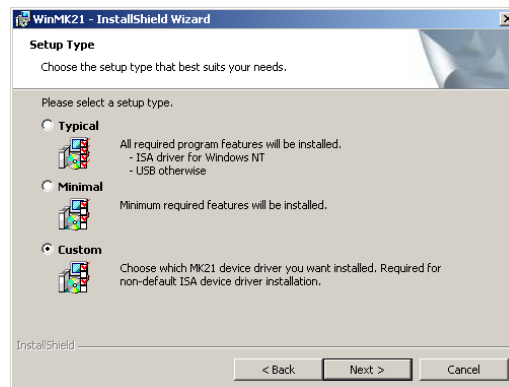 WinMK21 - InstallShield Wizard
Setup Type
Choose the setup type that best suits your needs.
Please select a setup type.
Typical
All required program features will be installed.
- ISA driver for Windows NT
- USB otherwise
Minimal
Minimum required features will be installed.
Custom
Choose which MK21 device driver you want installed. Required for
non-default ISA device driver installation.
InstallShield
< Back
Next >
Cancel